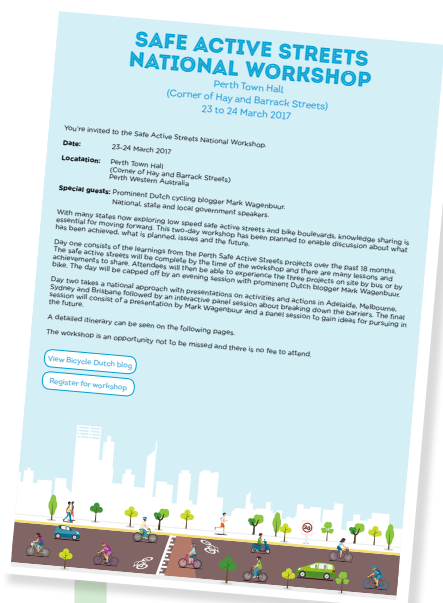 SAFE ACTIVE STREETS
NATIONAL WORKSHOP
Perth Town Hall
(Corner of Hay and Barrack Streets)
23 to 24 March 2017
You're invited to the Safe Active Streets National Workshop.
Date: 23-24 March 2017
Locatation: Perth Town Hall
(Corner of Hay and Barrack Streets)
Perth Western Australia
Special guests: Prominent Dutch cycling blogger Mark Wagenbuur.
National, state and local government speakers.
With many states now exploring low speed safe active streets and bike boulevards, knowledge sharing is
essential for moving forward. This two-day workshop has been planned to enable discussion about what
has been achieved, what is planned, issues and the future.
Day one consists of the learnings from the Perth Safe Active Streets projects over the past 18 months.
The safe active streets will be complete by the time of the workshop and there are many lessons and
achievements to share. Attendees will then be able to experience the three projects on site by bus or by
bike. The day will be capped off by an evening session with prominent Dutch blogger Mark Wagenbuur.
Day two takes a national approach with presentations on activities and actions in Adelaide, Melbourne,
Sydney and Brisbane followed by an interactive panel session about breaking down the barriers. The final
session will consist of a presentation by Mark Wagenbuur and a panel session to gain ideas for pursuing in
the future.
A detailed itinerary can be seen on the following pages.
The workshop is an opportunity not to be missed and there is no fee to attend.
View Bicycle Dutch blog
Register for workshop